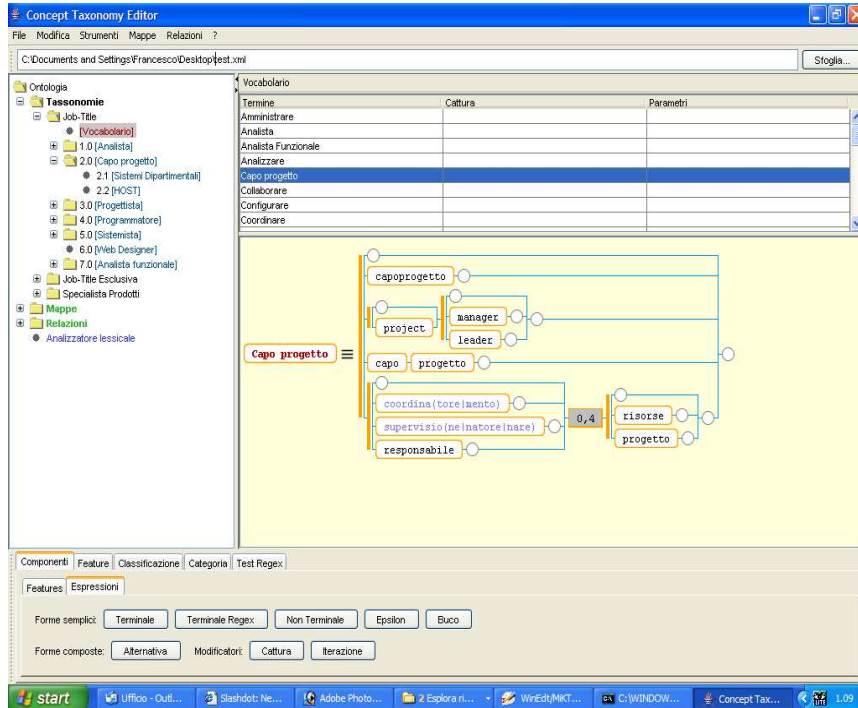 Concept Taxonomy Editor
File Modifica Strumenti Mappe Relazioni ?
C:\Documents and Settings\Francesco\Desktop\test.xml
Sfoglia...
Ontologia
Tassonomie
Job-Title
[Vocabolario]
1.0 [Analista]
2.0 [Capo progetto]
2.1 [Sistemi Dipartimentali]
2.2 [HOST]
3.0 [Progettista]
4.0 [Programmatore]
5.0 [Sistemista]
6.0 [Web Designer]
7.0 [Analista funzionale]
Job-Title Esclusiva
Specialista Prodotti
Mappe
Relazioni
Analizzatore lessicale
Vocabolario
Termine Cattura Parametri
Amministrare
Analista
Analista Funzionale
Analizzare
Capo progetto
Collaborare
Configurare
Coordinare
capoprogetto
project manager
leader
Capo progetto ≡
capo progetto
coordina(tore|mento)
supervisio(ne|natore|nare)
responsabile
0,4
risorse
progetto
Componenti Feature Classificazione Categoria Test Regex
Features Espressioni
Forme semplici: Terminale Terminale Regex Non Terminale Epsilon Buco
Forme composte: Alternativa Modificatori: Cattura Iterazione
start Ufficio - Outl... Slashdot: Ne... Adobe Photo... 2 Esplora ri... WinEdt/MiKT... C:\WINDOW... Concept Tax... 1.09